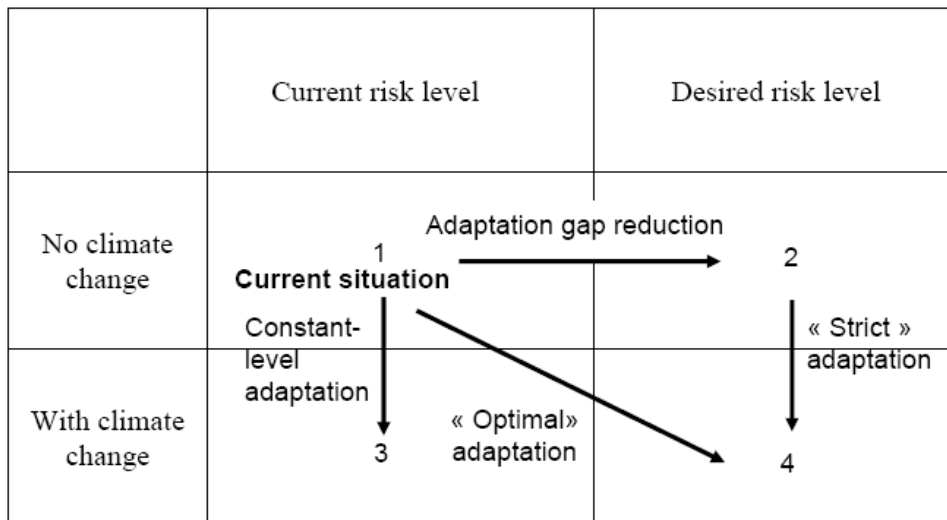 Current risk level
Desired risk level
No climate
change
1
Current situation
Adaptation gap reduction
2
Constant-
level
adaptation
« Strict »
adaptation
With climate
change
3
« Optimal»
adaptation
4